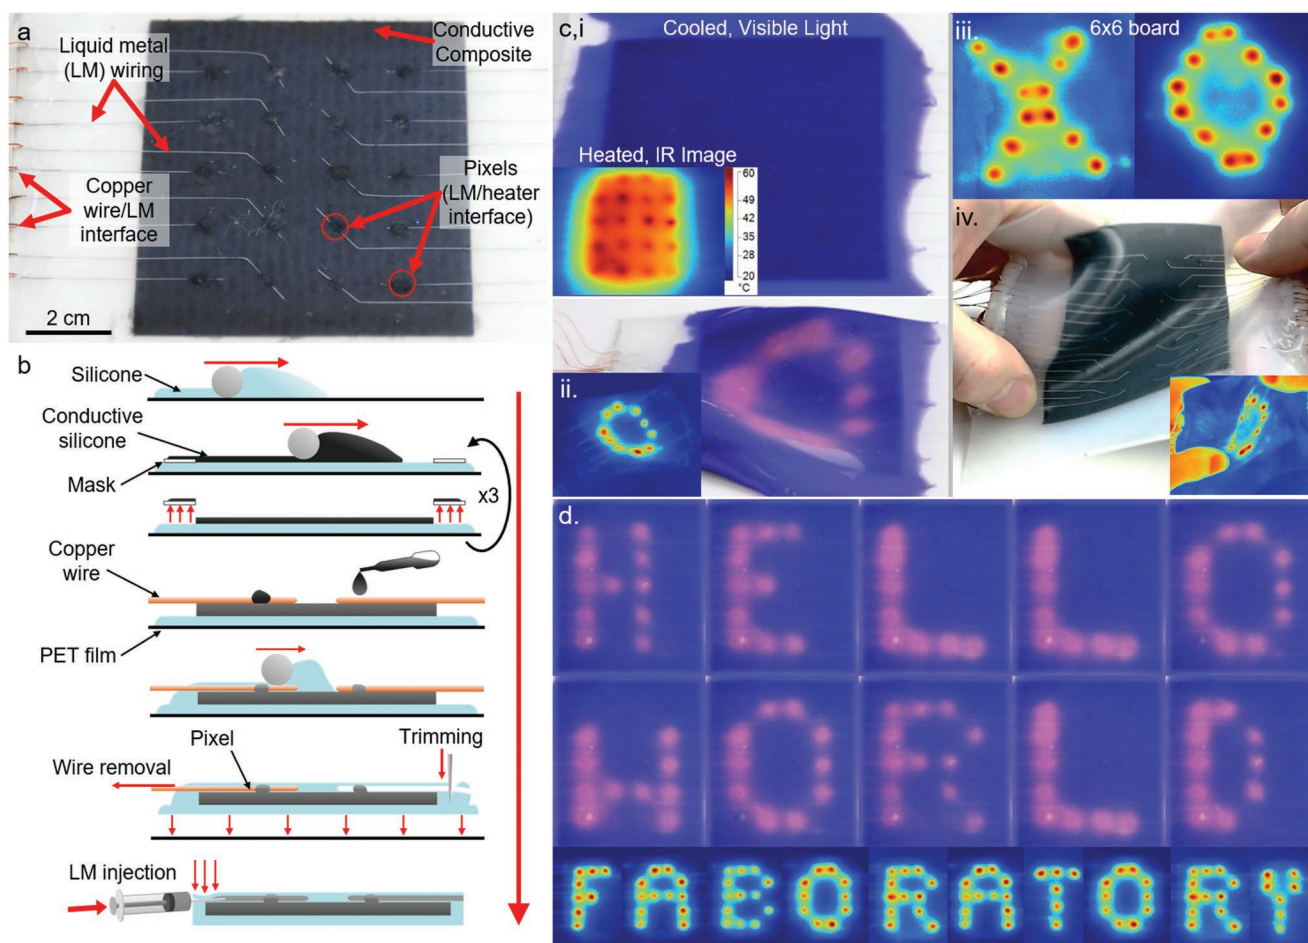 a
Conductive
Composite
Liquid metal
(LM) wiring
Pixels
(LM/heater
interface)
Copper
wire/LM
interface
2 cm
b
Silicone
Conductive
silicone
Mask
x3
Copper
wire
PET film
Pixel
Trimming
Wire removal
LM injection
c,i
Cooled, Visible Light
Heated, IR Image
60
49
42
35
28
20
°C
ii.
iii.
6x6 board
iv.
d.
H E L L O
W O R L D
F A B O R A T O R Y